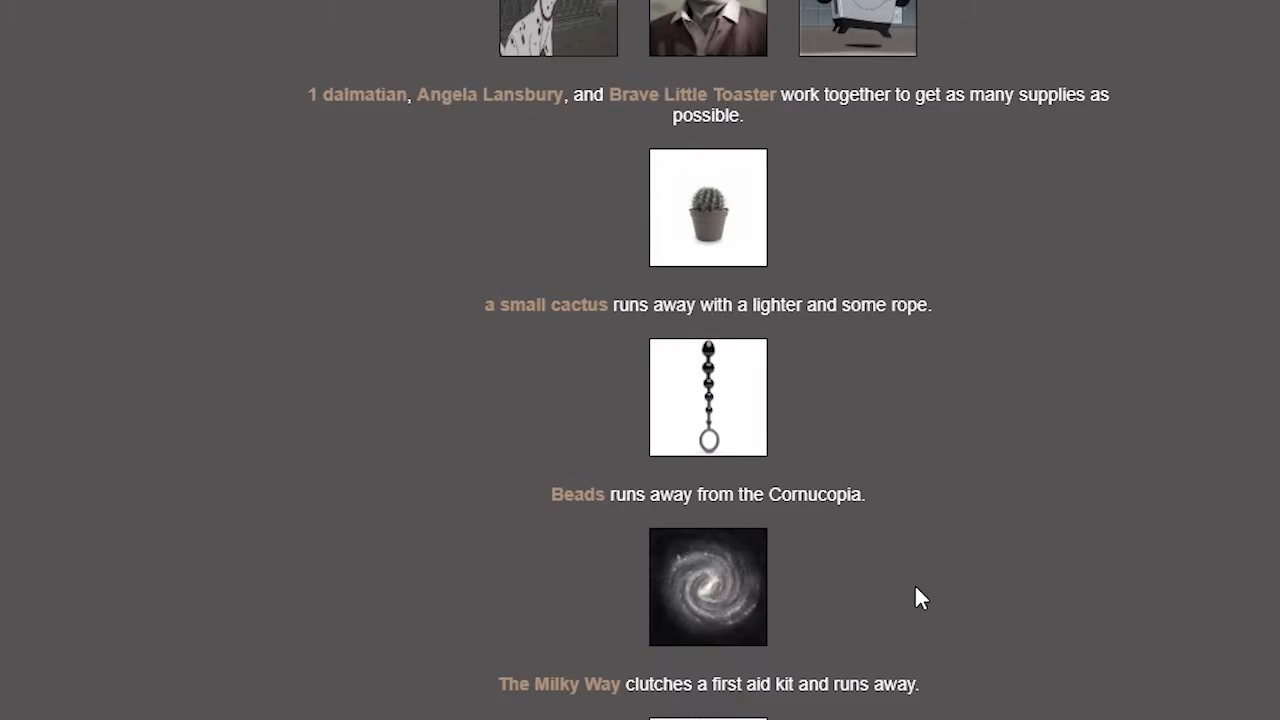 1 dalmatian, Angela Lansbury, and Brave Little Toaster work together to get as many supplies as
possible.
a small cactus runs away with a lighter and some rope.
Beads runs away from the Cornucopia.
The Milky Way clutches a first aid kit and runs away.